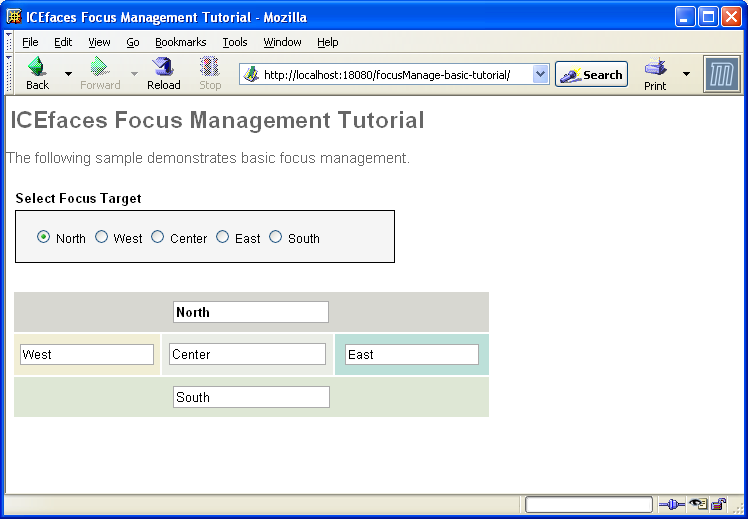 ICEfaces Focus Management Tutorial - Mozilla
File Edit View Go Bookmarks Tools Window Help
Back Forward Reload Stop http://localhost:18080/focusManage-basic-tutorial/ Search Print
ICEfaces Focus Management Tutorial
The following sample demonstrates basic focus management.
Select Focus Target
North West Center East South
North
West Center East
South